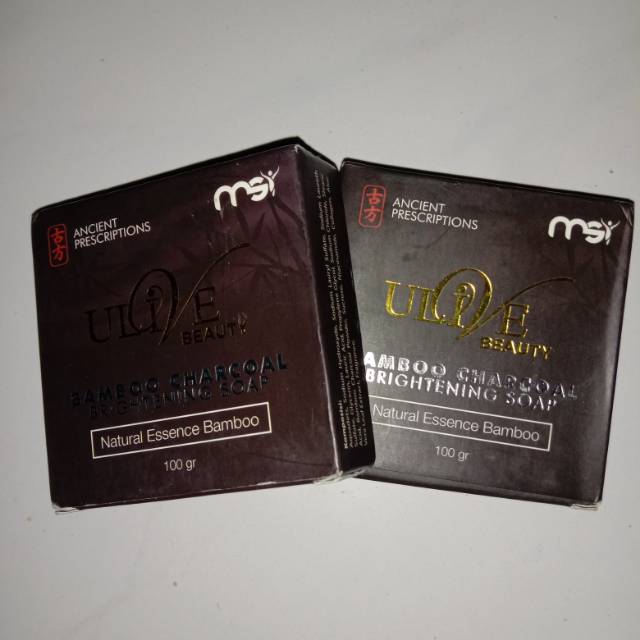 古方
ANCIENT
PRESCRIPTIONS
msi
ULIVE
BEAUTY
BAMBOO CHARCOAL
BRIGHTENING SOAP
Natural Essence Bamboo
100 gr
古方
ANCIENT
PRESCRIPTIONS
msi
ULIVE
BEAUTY
AMBOO CHARCOAL
BRIGHTENING SOAP
Natural Essence Bamboo
100 gr